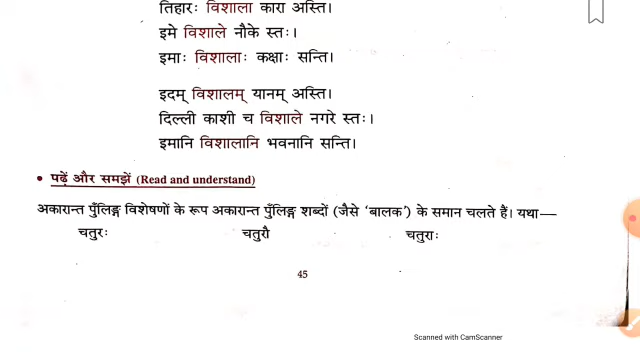 तिहारः विशाला कारा अस्ति।
इमे विशाले नौके स्तः।
इमाः विशालाः कक्षाः सन्ति।
इदम् विशालम् यानम् अस्ति।
दिल्ली काशी च विशाले नगरे स्तः।
इमानि विशालानि भवनानि सन्ति।
• पढ़ें और समझें (Read and understand)
अकारान्त पुँलिङ्ग विशेषणों के रूप अकारान्त पुँलिङ्ग शब्दों (जैसे ‘बालक’) के समान चलते हैं। यथा—
चतुरः चतुरौ चतुराः
45
Scanned with CamScanner